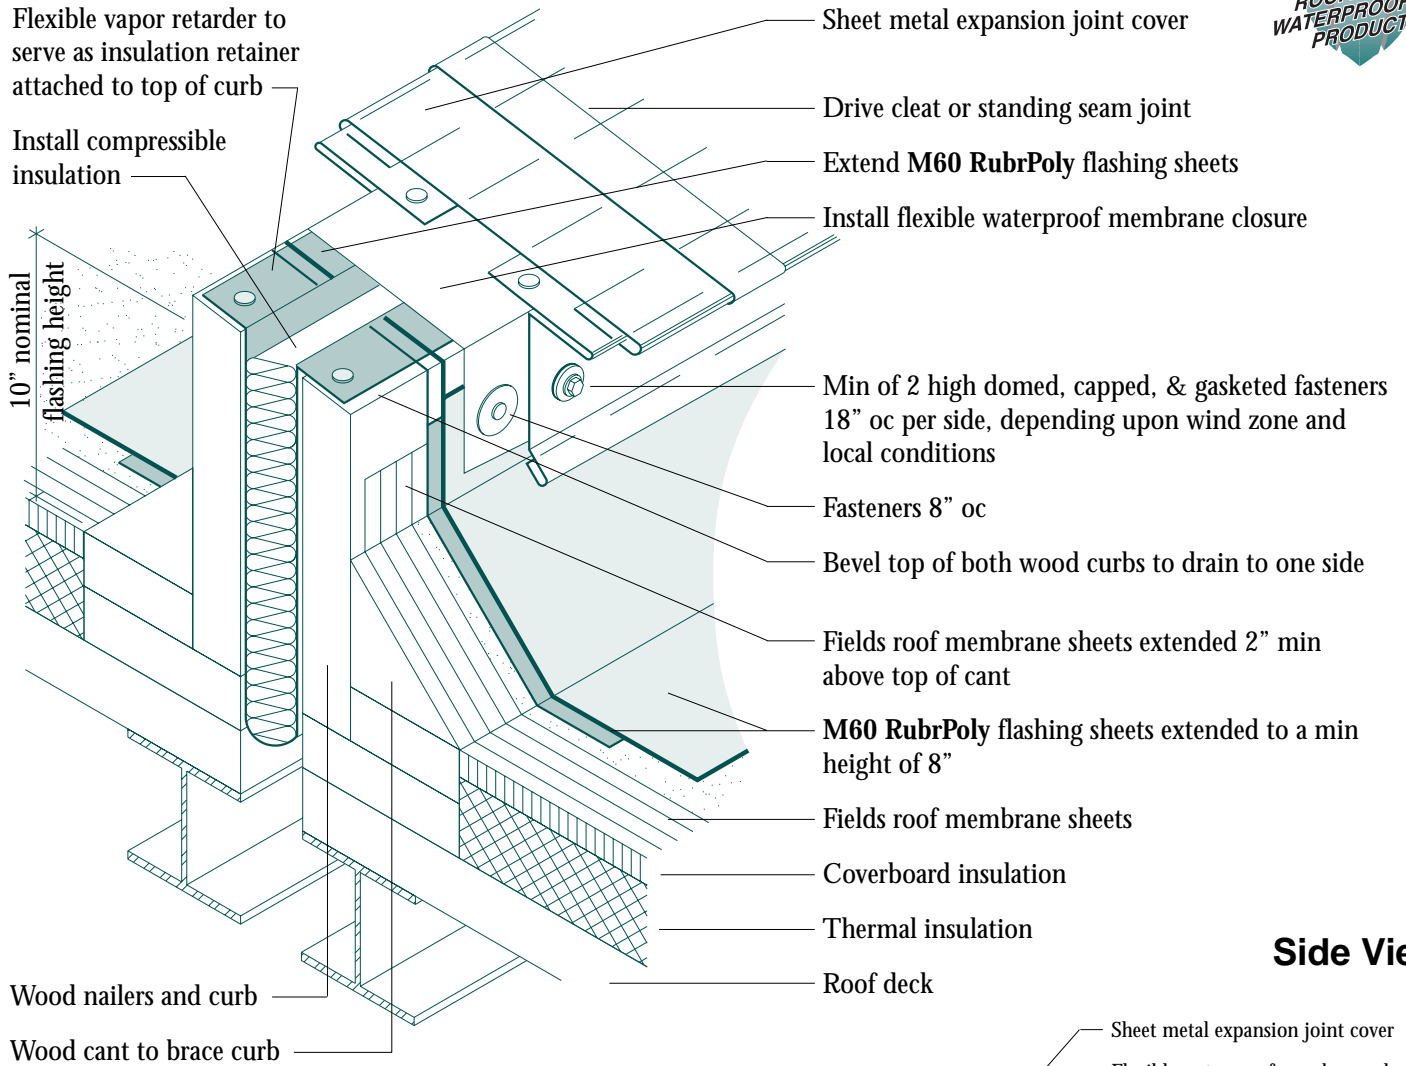 Flexible vapor retarder to
serve as insulation retainer
attached to top of curb
Install compressible
insulation
10” nominal
flashing height
Wood nailers and curb
Wood cant to brace curb
Sheet metal expansion joint cover
Drive cleat or standing seam joint
Extend M60 RubrPoly flashing sheets
Install flexible waterproof membrane closure
Min of 2 high domed, capped, & gasketed fasteners
18” oc per side, depending upon wind zone and
local conditions
Fasteners 8” oc
Bevel top of both wood curbs to drain to one side
Fields roof membrane sheets extended 2” min
above top of cant
M60 RubrPoly flashing sheets extended to a min
height of 8”
Fields roof membrane sheets
Coverboard insulation
Thermal insulation
Roof deck
Side Vie
Sheet metal expansion joint cover